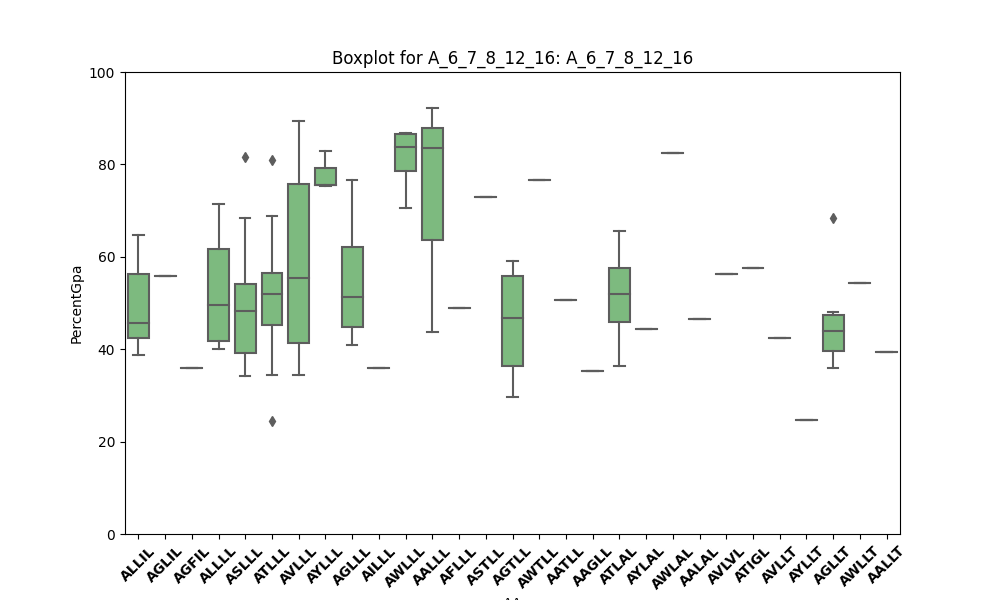 Boxplot for A_6_7_8_12_16: A_6_7_8_12_16
100
80
60
40
20
0
PercentGpa
ALLIL
AGLIL
AGFIL
ALLLL
ASLLL
ATLLL
AVLLL
AYLLL
AGLLL
AILLL
AWLLL
AALLL
AFLLL
ASTLL
AGTLL
AWTLL
AATLL
AAGLL
ATLAL
AYLAL
AWLAL
AALAL
AVLVL
ATIGL
AVLLT
AYLLT
AGLLT
AWLLT
AALLT